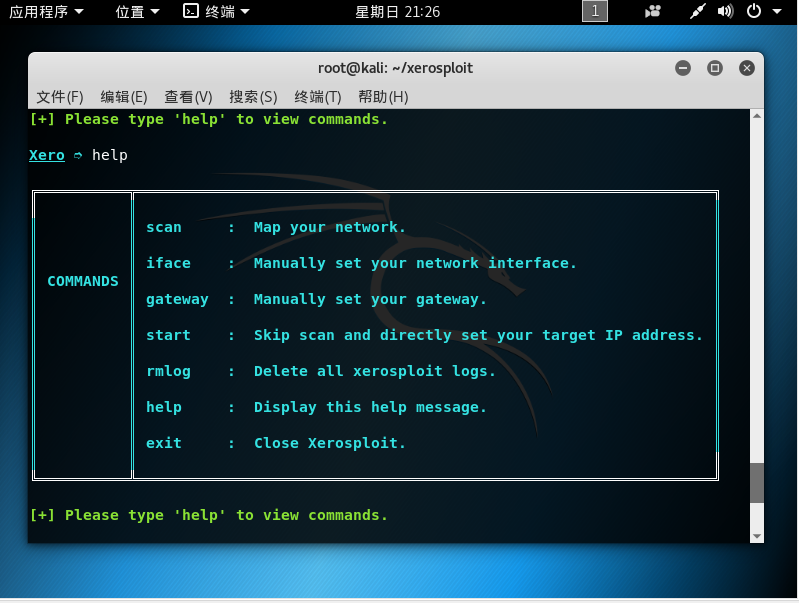 应用程序 位置 终端 星期日 21:26 1
root@kali: ~/xerosploit
文件(F) 编辑(E) 查看(V) 搜索(S) 终端(T) 帮助(H)
[+] Please type 'help' to view commands.
Xero ➮ help
scan : Map your network.
iface : Manually set your network interface.
COMMANDS
gateway : Manually set your gateway.
start : Skip scan and directly set your target IP address.
rmlog : Delete all xerosploit logs.
help : Display this help message.
exit : Close Xerosploit.
[+] Please type 'help' to view commands.